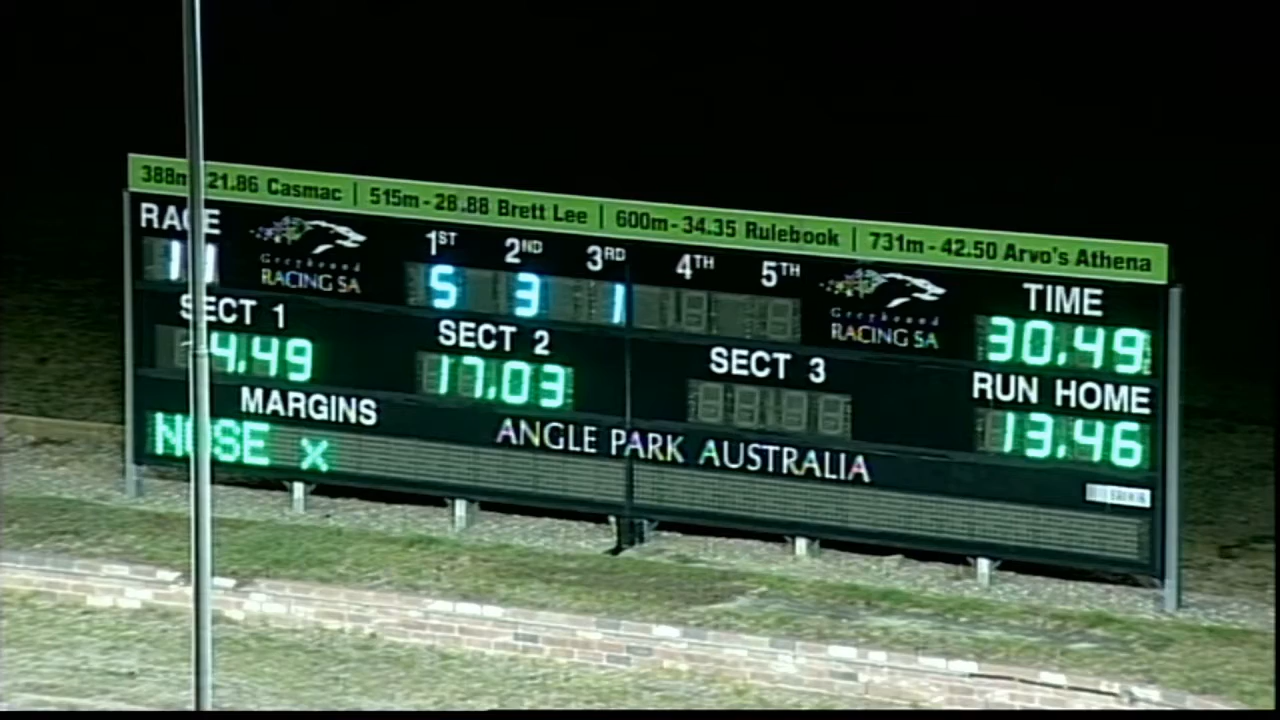 388m-21.86 Casmac | 515m-28.88 Brett Lee | 600m-34.35 Rulebook | 731m-42.50 Arvo's Athena
RACE 1ST 2ND 3RD 4TH 5TH TIME
11 Greyhound RACING SA 5 3 1 Greyhound RACING SA 30.49
SECT 1 SECT 2 SECT 3 RUN HOME
4.49 17.03 13.46
MARGINS ANGLE PARK AUSTRALIA
NOSE x